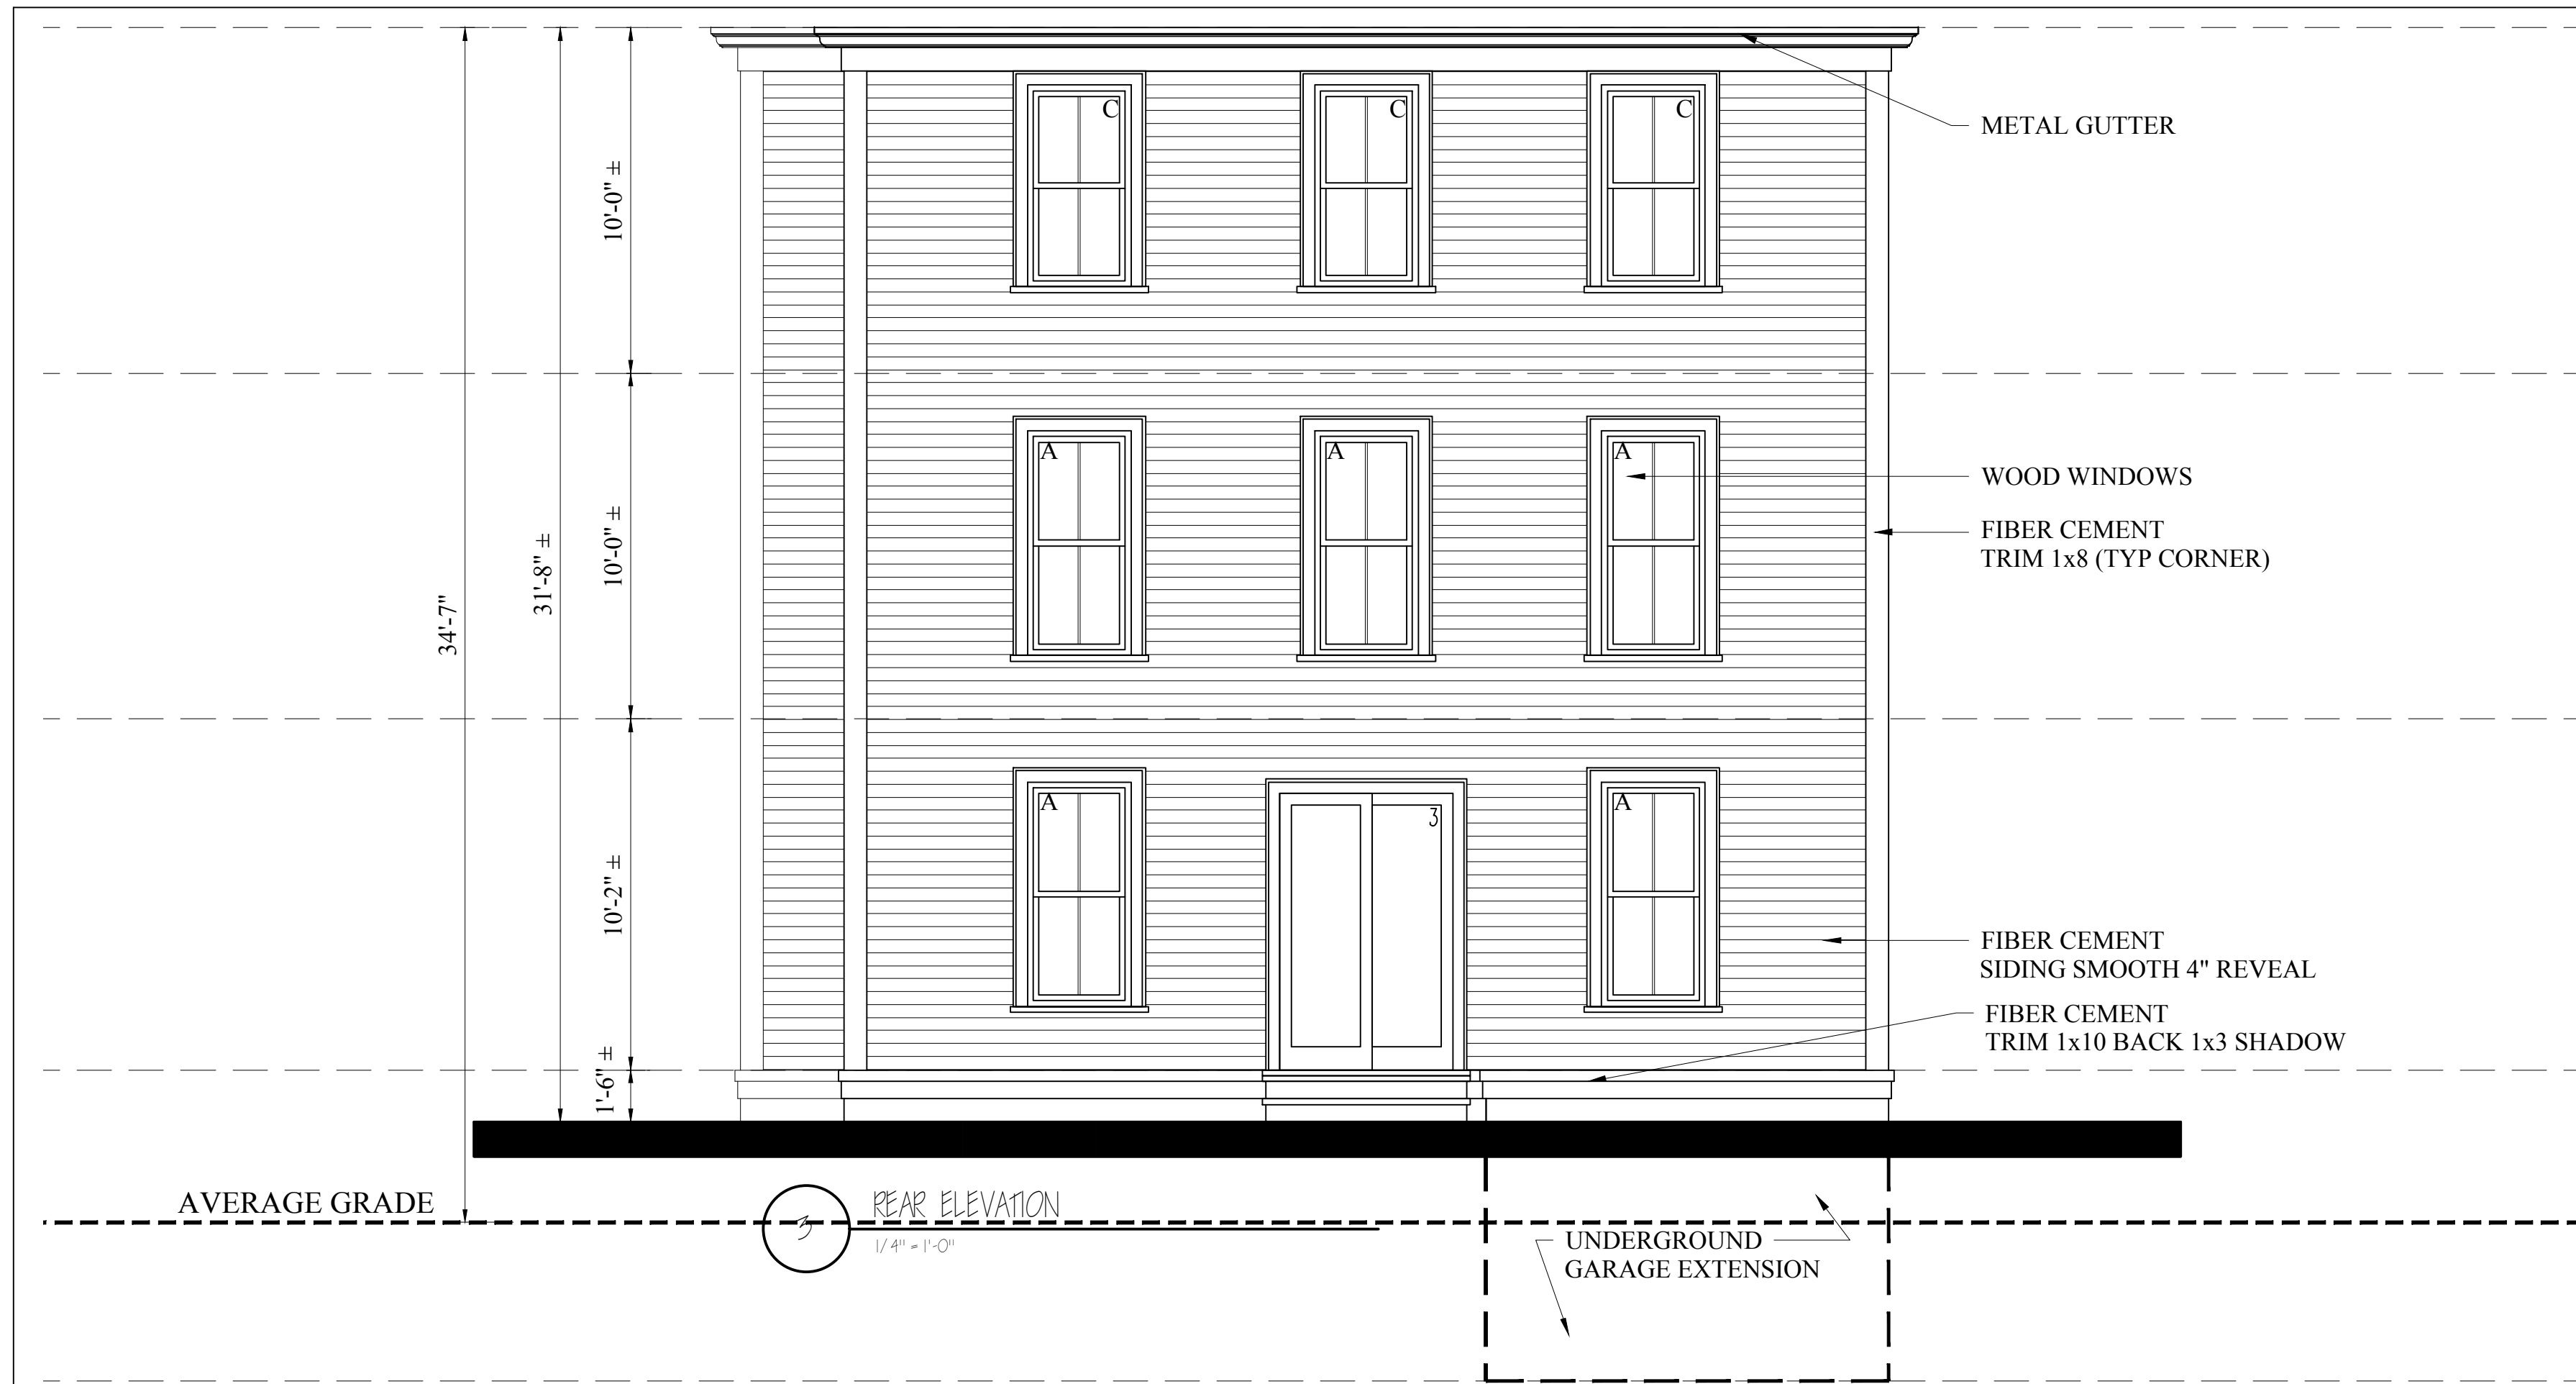 C
C
C
METAL GUTTER
10'-0" ±
A
A
A
WOOD WINDOWS
FIBER CEMENT
TRIM 1x8 (TYP CORNER)
10'-0" ±
31'-8" ±
34'-7"
A
3
A
10'-2" ±
FIBER CEMENT
SIDING SMOOTH 4" REVEAL
FIBER CEMENT
TRIM 1x10 BACK 1x3 SHADOW
1'-6" ±
AVERAGE GRADE
3
REAR ELEVATION
1/4" = 1'-0"
UNDERGROUND
GARAGE EXTENSION